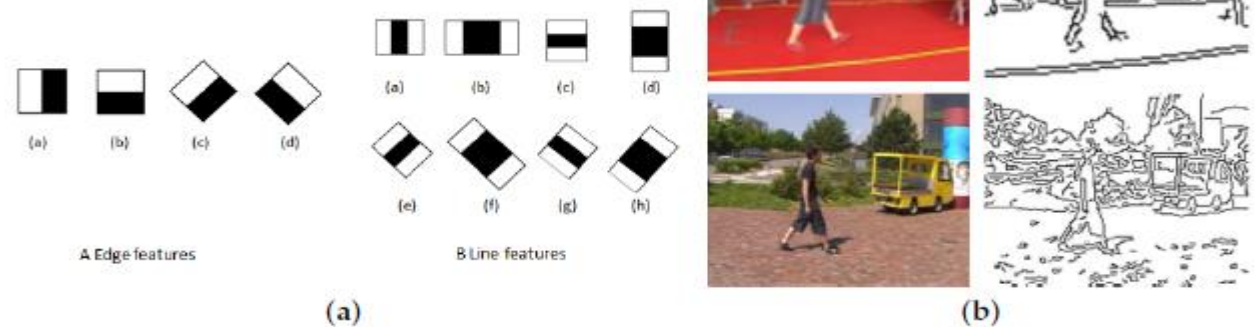 (a) (b) (c) (d)
(a) (b) (c) (d)
(e) (f) (g) (h)
A Edge features
B Line features
(a)
(b)